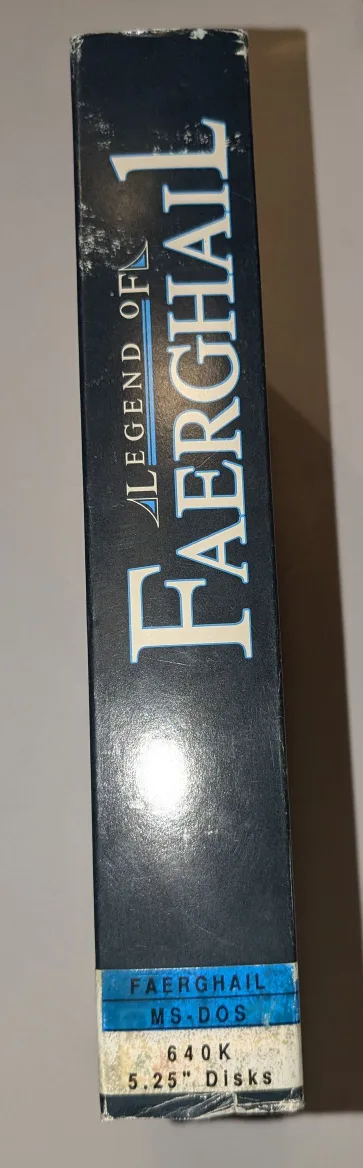 LEGEND OF
FAERGHAIL
FAERGHAIL
MS-DOS
640K
5.25" Disks